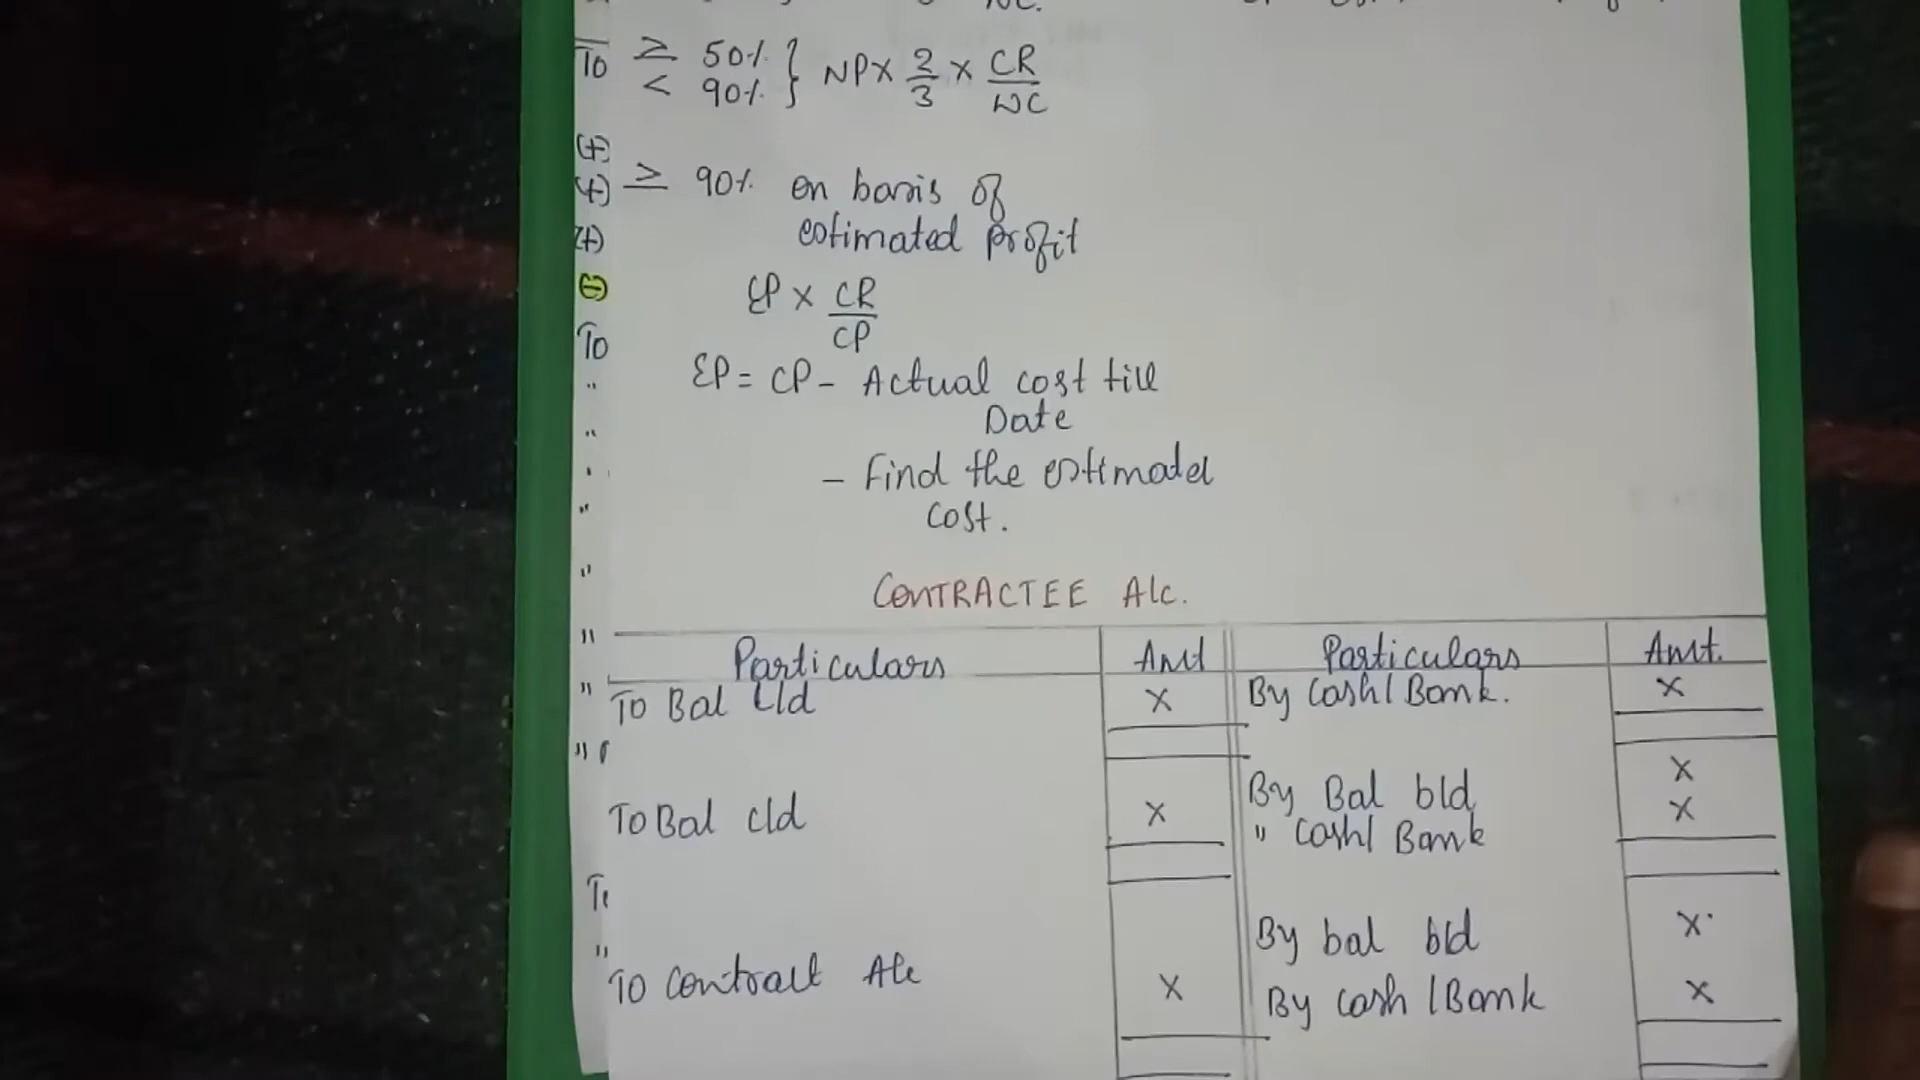 ≥ 50%
< 90% } NP x 2/3 x CR/WC
To
(+)
(+)
≥ 90% on basis of
estimated profit
(+)
(-)
EP x CR/CP
To
EP = CP - Actual cost till
Date
- Find the estimated
cost.
CONTRACTEE A/c.
Particulars Amt Particulars Amt.
To Bal c/d x By Cash/Bank. x
To Bal c/d x By Bal b/d x
" Cash/Bank x
By bal b/d x
To Contract A/c x By Cash/Bank x